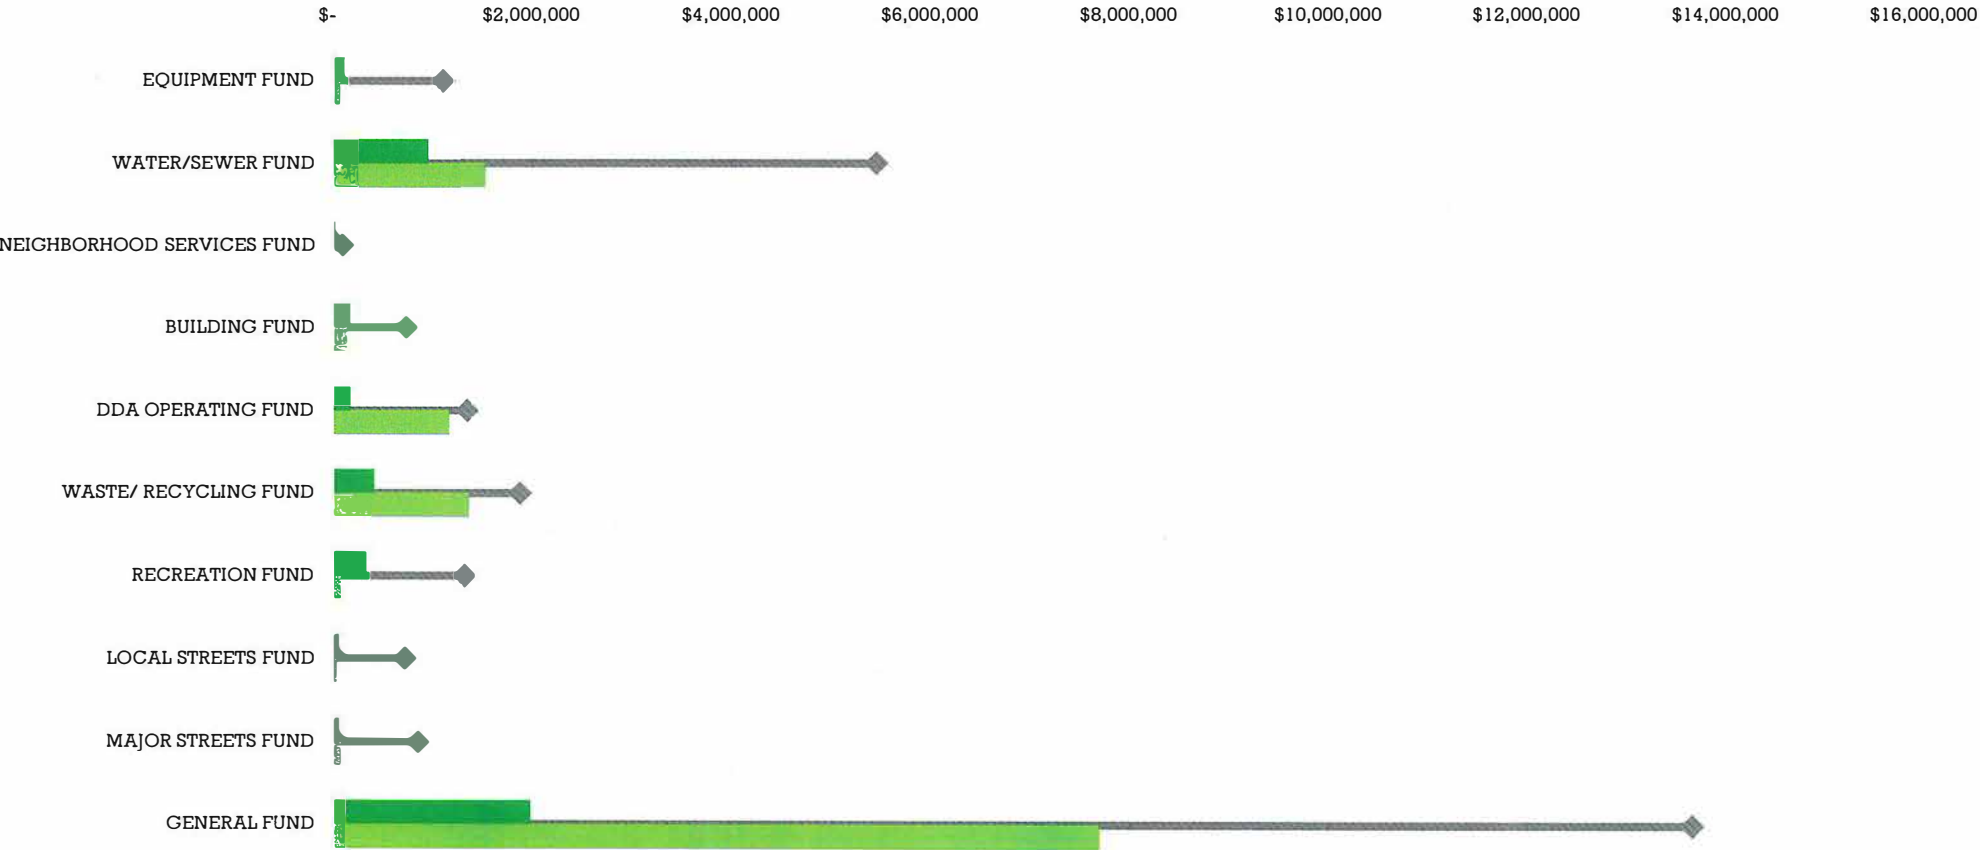 $- $2,000,000 $4,000,000 $6,000,000 $8,000,000 $10,000,000 $12,000,000 $14,000,000 $16,000,000
EQUIPMENT FUND
WATER/SEWER FUND
NEIGHBORHOOD SERVICES FUND
BUILDING FUND
DDA OPERATING FUND
WASTE/ RECYCLING FUND
RECREATION FUND
LOCAL STREETS FUND
MAJOR STREETS FUND
GENERAL FUND